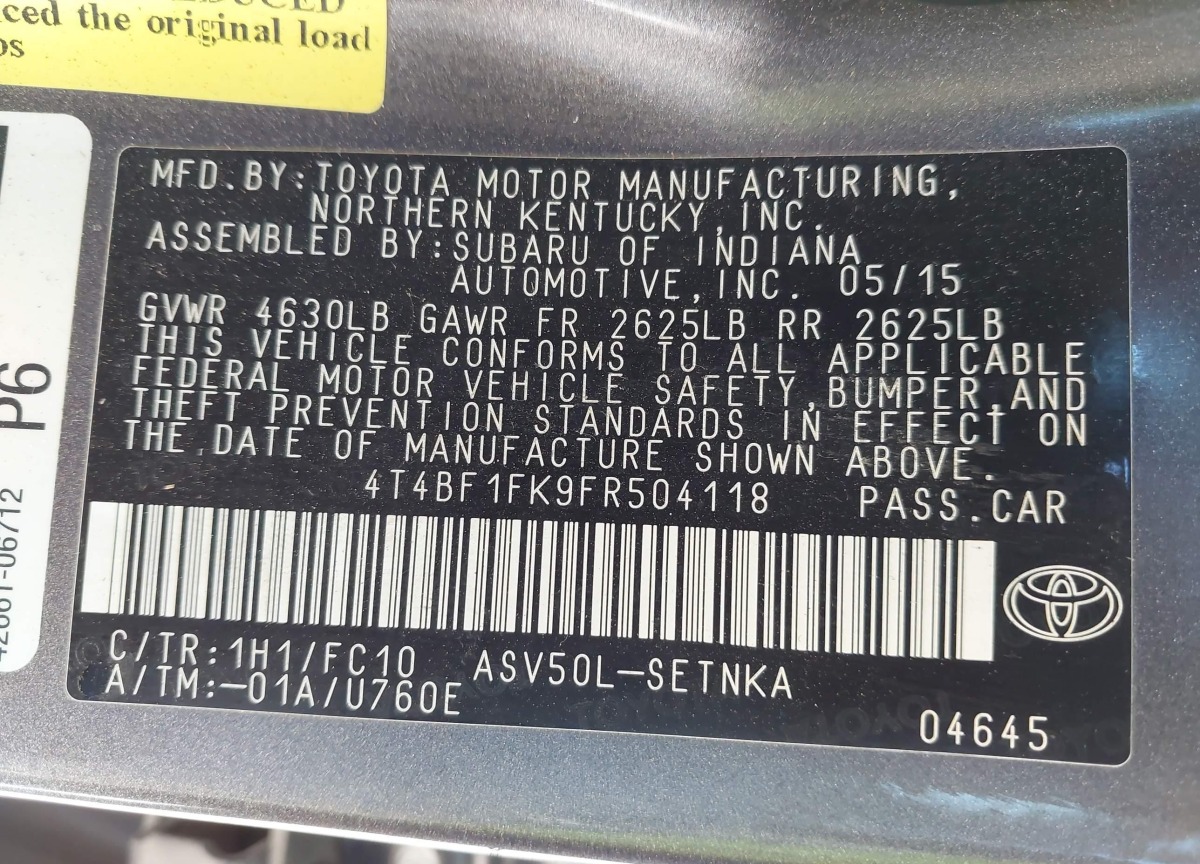 ced the original load
MFD.BY:TOYOTA MOTOR MANUFACTURING,
NORTHERN KENTUCKY,INC.
ASSEMBLED BY:SUBARU OF INDIANA
AUTOMOTIVE,INC. 05/15
GVWR 4630LB GAWR FR 2625LB RR 2625LB
THIS VEHICLE CONFORMS TO ALL APPLICABLE
FEDERAL MOTOR VEHICLE SAFETY,BUMPER,AND
THEFT PREVENTION STANDARDS IN EFFECT ON
THE DATE OF MANUFACTURE SHOWN ABOVE.
4T4BF1FK9FR504118 PASS.CAR
C/TR:1H1/FC10 ASV50L-SETNKA
A/TM:-01A/U760E
04645
P6